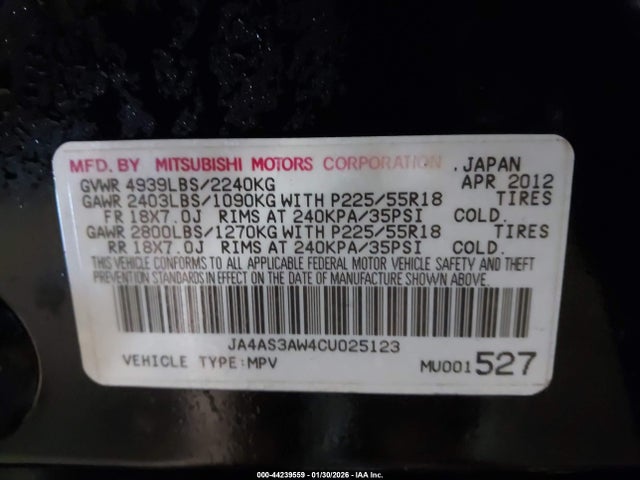 MFD. BY MITSUBISHI MOTORS CORPORATION . JAPAN
GVWR 4939LBS/2240KG APR 2012
GAWR 2403LBS/1090KG WITH P225/55R18 TIRES
FR 18X7.0J RIMS AT 240KPA/35PSI COLD.
GAWR 2800LBS/1270KG WITH P225/55R18 TIRES
RR 18X7.0J RIMS AT 240KPA/35PSI COLD.
THIS VEHICLE CONFORMS TO ALL APPLICABLE FEDERAL MOTOR VEHICLE SAFETY AND THEFT
PREVENTION STANDARDS IN EFFECT ON THE DATE OF MANUFACTURE SHOWN ABOVE.
JA4AS3AW4CU025123
VEHICLE TYPE:MPV MU001527
000-44239559 - 01/30/2026 - IAA Inc.